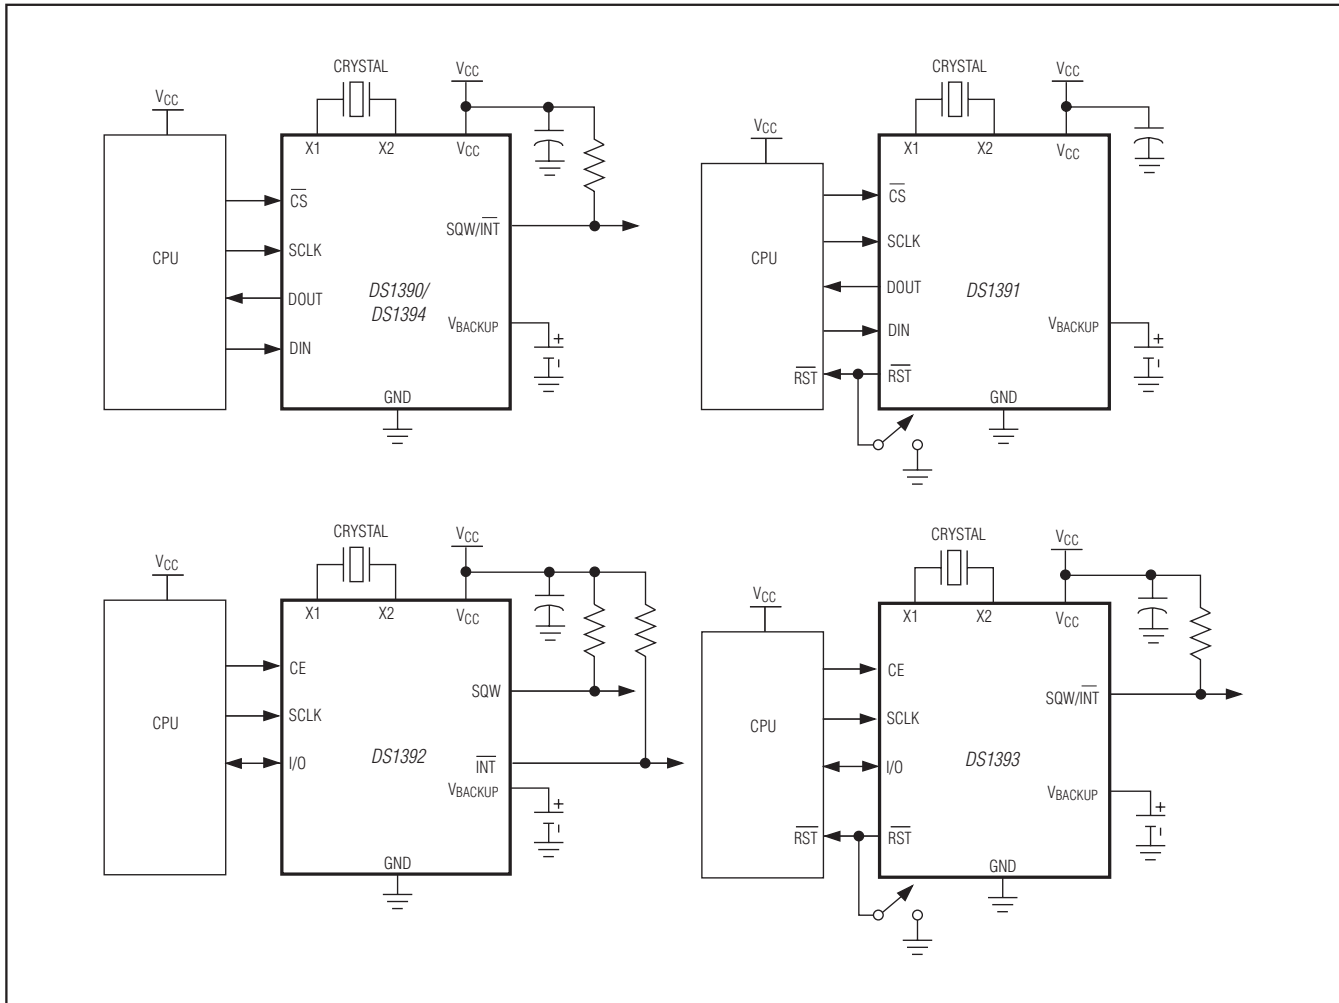 CRYSTAL
VCC
VCC
X1
X2
VCC
CS
SCLK
DOUT
DIN
CPU
SQW/INT
DS1390/
DS1394
VBACKUP
+
GND
CRYSTAL
VCC
VCC
X1
X2
VCC
CS
SCLK
DOUT
DIN
RST
RST
CPU
DS1391
VBACKUP
+
GND
CRYSTAL
VCC
VCC
X1
X2
VCC
CE
SCLK
I/O
CPU
SQW
INT
DS1392
VBACKUP
+
GND
CRYSTAL
VCC
VCC
X1
X2
VCC
CE
SCLK
I/O
RST
RST
CPU
SQW/INT
DS1393
VBACKUP
+
GND